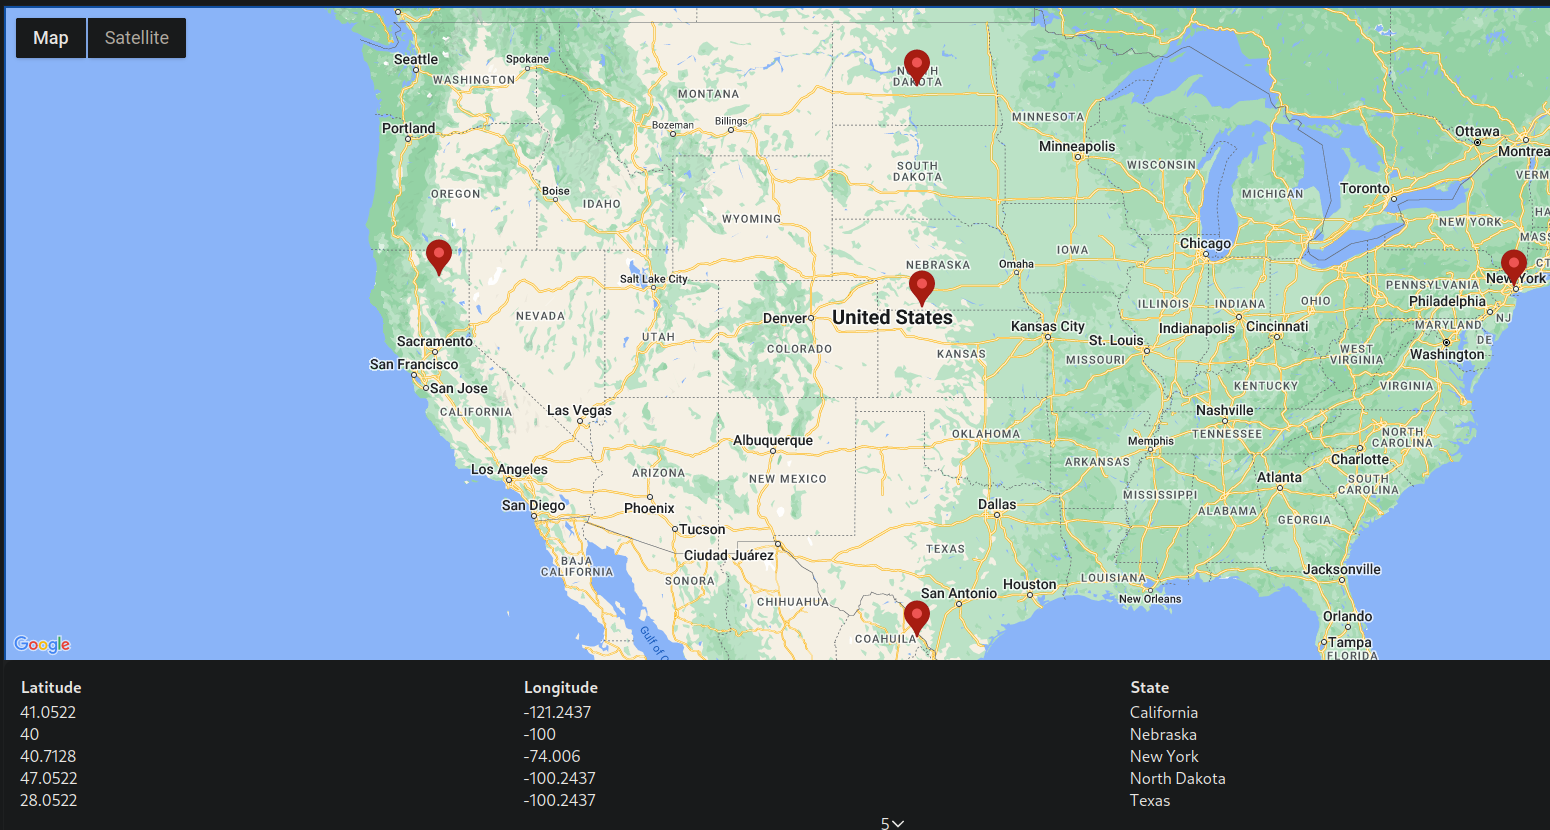 Map Satellite
Seattle
Spokane
WASHINGTON
NORTH DAKOTA
MONTANA
Billings
Bozeman
MINNESOTA
Portland
Ottawa
Minneapolis
Montrea
SOUTH DAKOTA
WISCONSIN
VERM
OREGON
Boise
IDAHO
MICHIGAN
Toronto
WYOMING
NEW YORK
HA
MASS
Chicago
IOWA
NEBRASKA
Omaha
CT
Salt Lake City
New York
PENNSYLVANIA
Philadelphia
ILLINOIS
INDIANA
OHIO
NEVADA
Denver
United States
NJ
Kansas City
Indianapolis
Cincinnati
MARYLAND
UTAH
Sacramento
St. Louis
DE
COLORADO
KANSAS
MISSOURI
WEST VIRGINIA
Washington
San Francisco
San Jose
KENTUCKY
VIRGINIA
CALIFORNIA
Las Vegas
Nashville
Albuquerque
OKLAHOMA
TENNESSEE
NORTH CAROLINA
Memphis
Los Angeles
ARIZONA
NEW MEXICO
ARKANSAS
Charlotte
Atlanta
SOUTH CAROLINA
San Diego
Phoenix
Dallas
MISSISSIPPI
ALABAMA
GEORGIA
Tucson
Ciudad Juárez
TEXAS
BAJA CALIFORNIA
SONORA
Houston
LOUISIANA
Jacksonville
CHIHUAHUA
San Antonio
New Orleans
Orlando
COAHUILA
Gulf of C
Tampa
FLORIDA
Google
Latitude Longitude State
41.0522 -121.2437 California
40 -100 Nebraska
40.7128 -74.006 New York
47.0522 -100.2437 North Dakota
28.0522 -100.2437 Texas
5